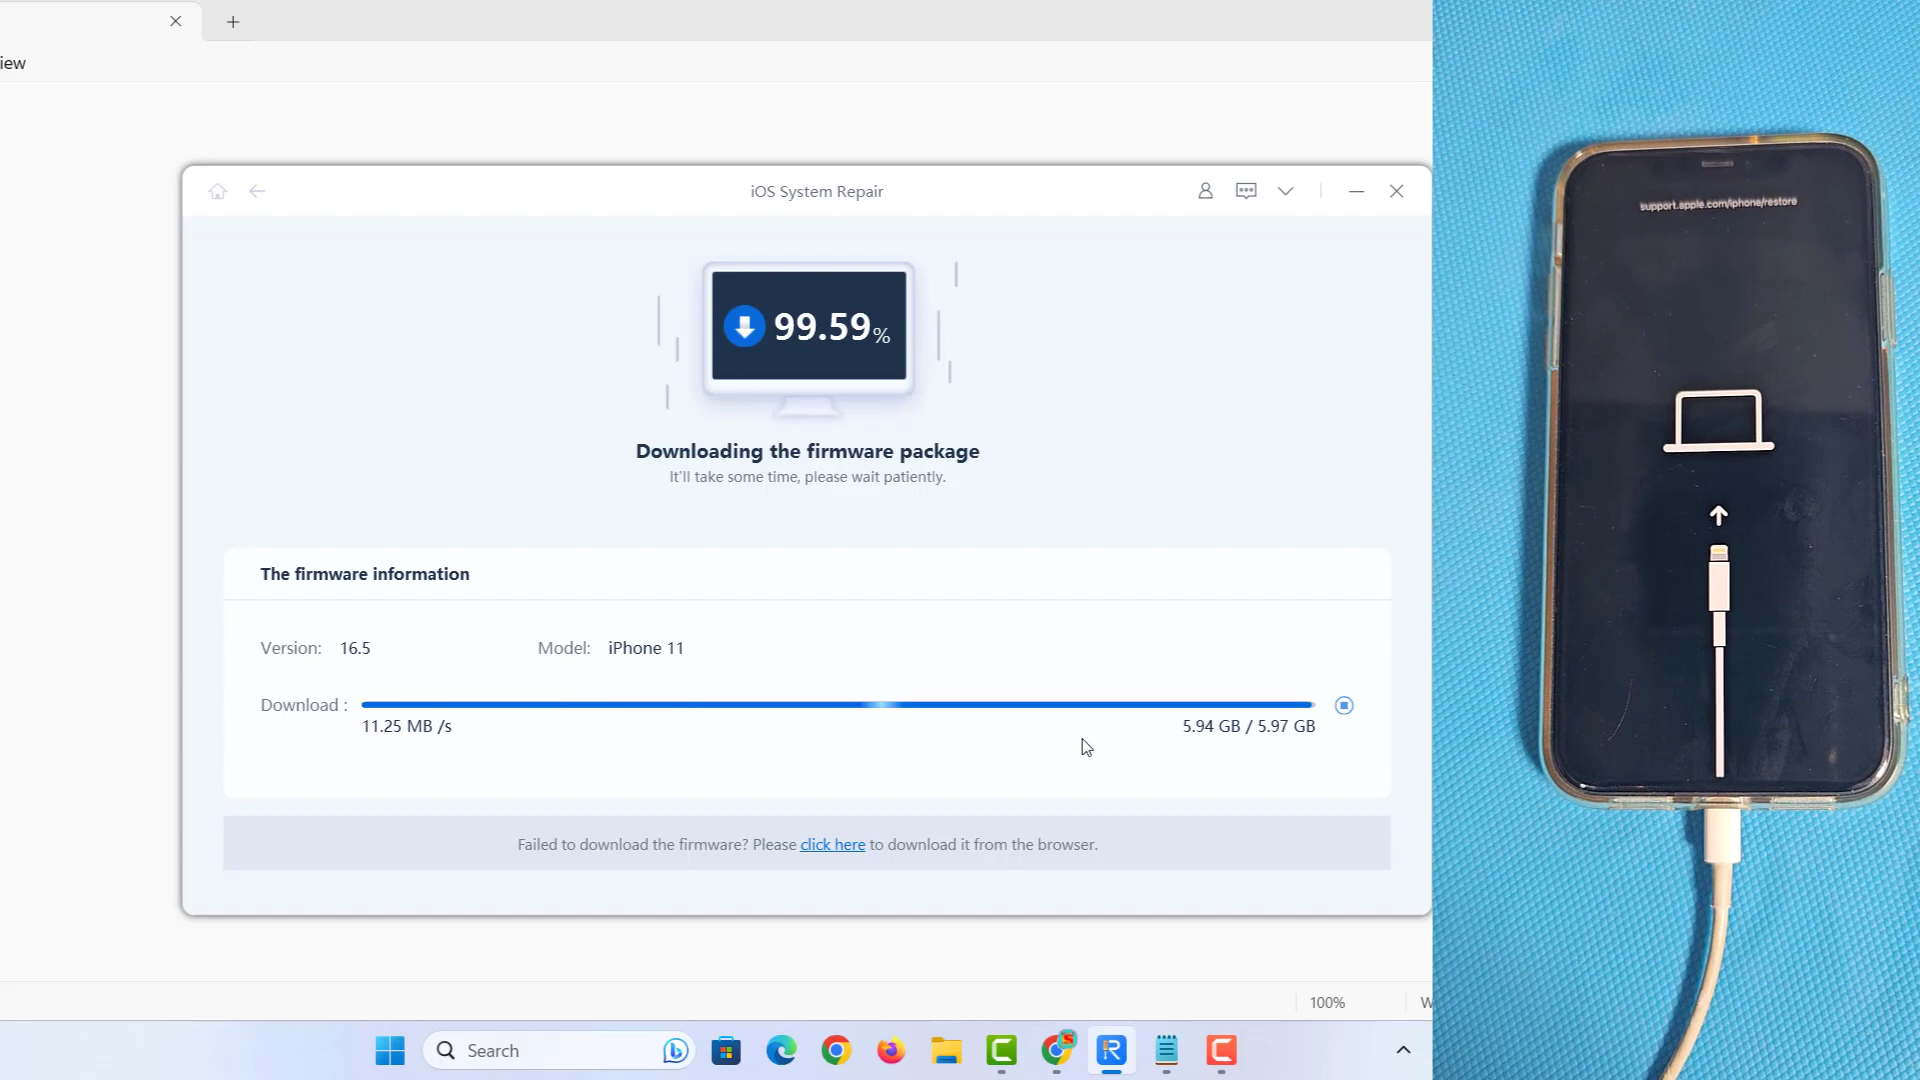 iew
iOS System Repair
99.59%
Downloading the firmware package
It'll take some time, please wait patiently.
The firmware information
Version: 16.5 Model: iPhone 11
Download : 11.25 MB /s 5.94 GB / 5.97 GB
Failed to download the firmware? Please click here to download it from the browser.
100%
W
Search
support.apple.com/iphone/restore